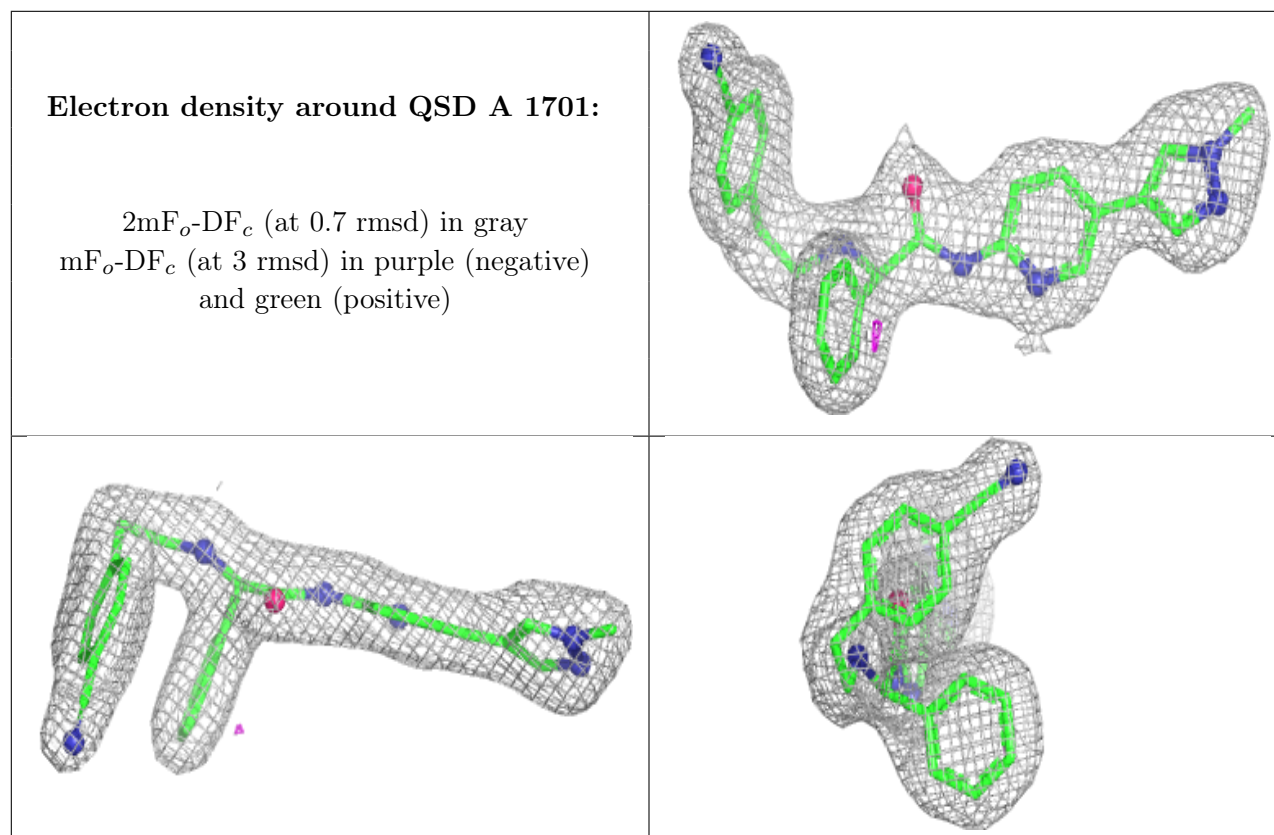 Electron density around QSD A 1701:
2mFo-DFc (at 0.7 rmsd) in gray
mFo-DFc (at 3 rmsd) in purple (negative)
and green (positive)